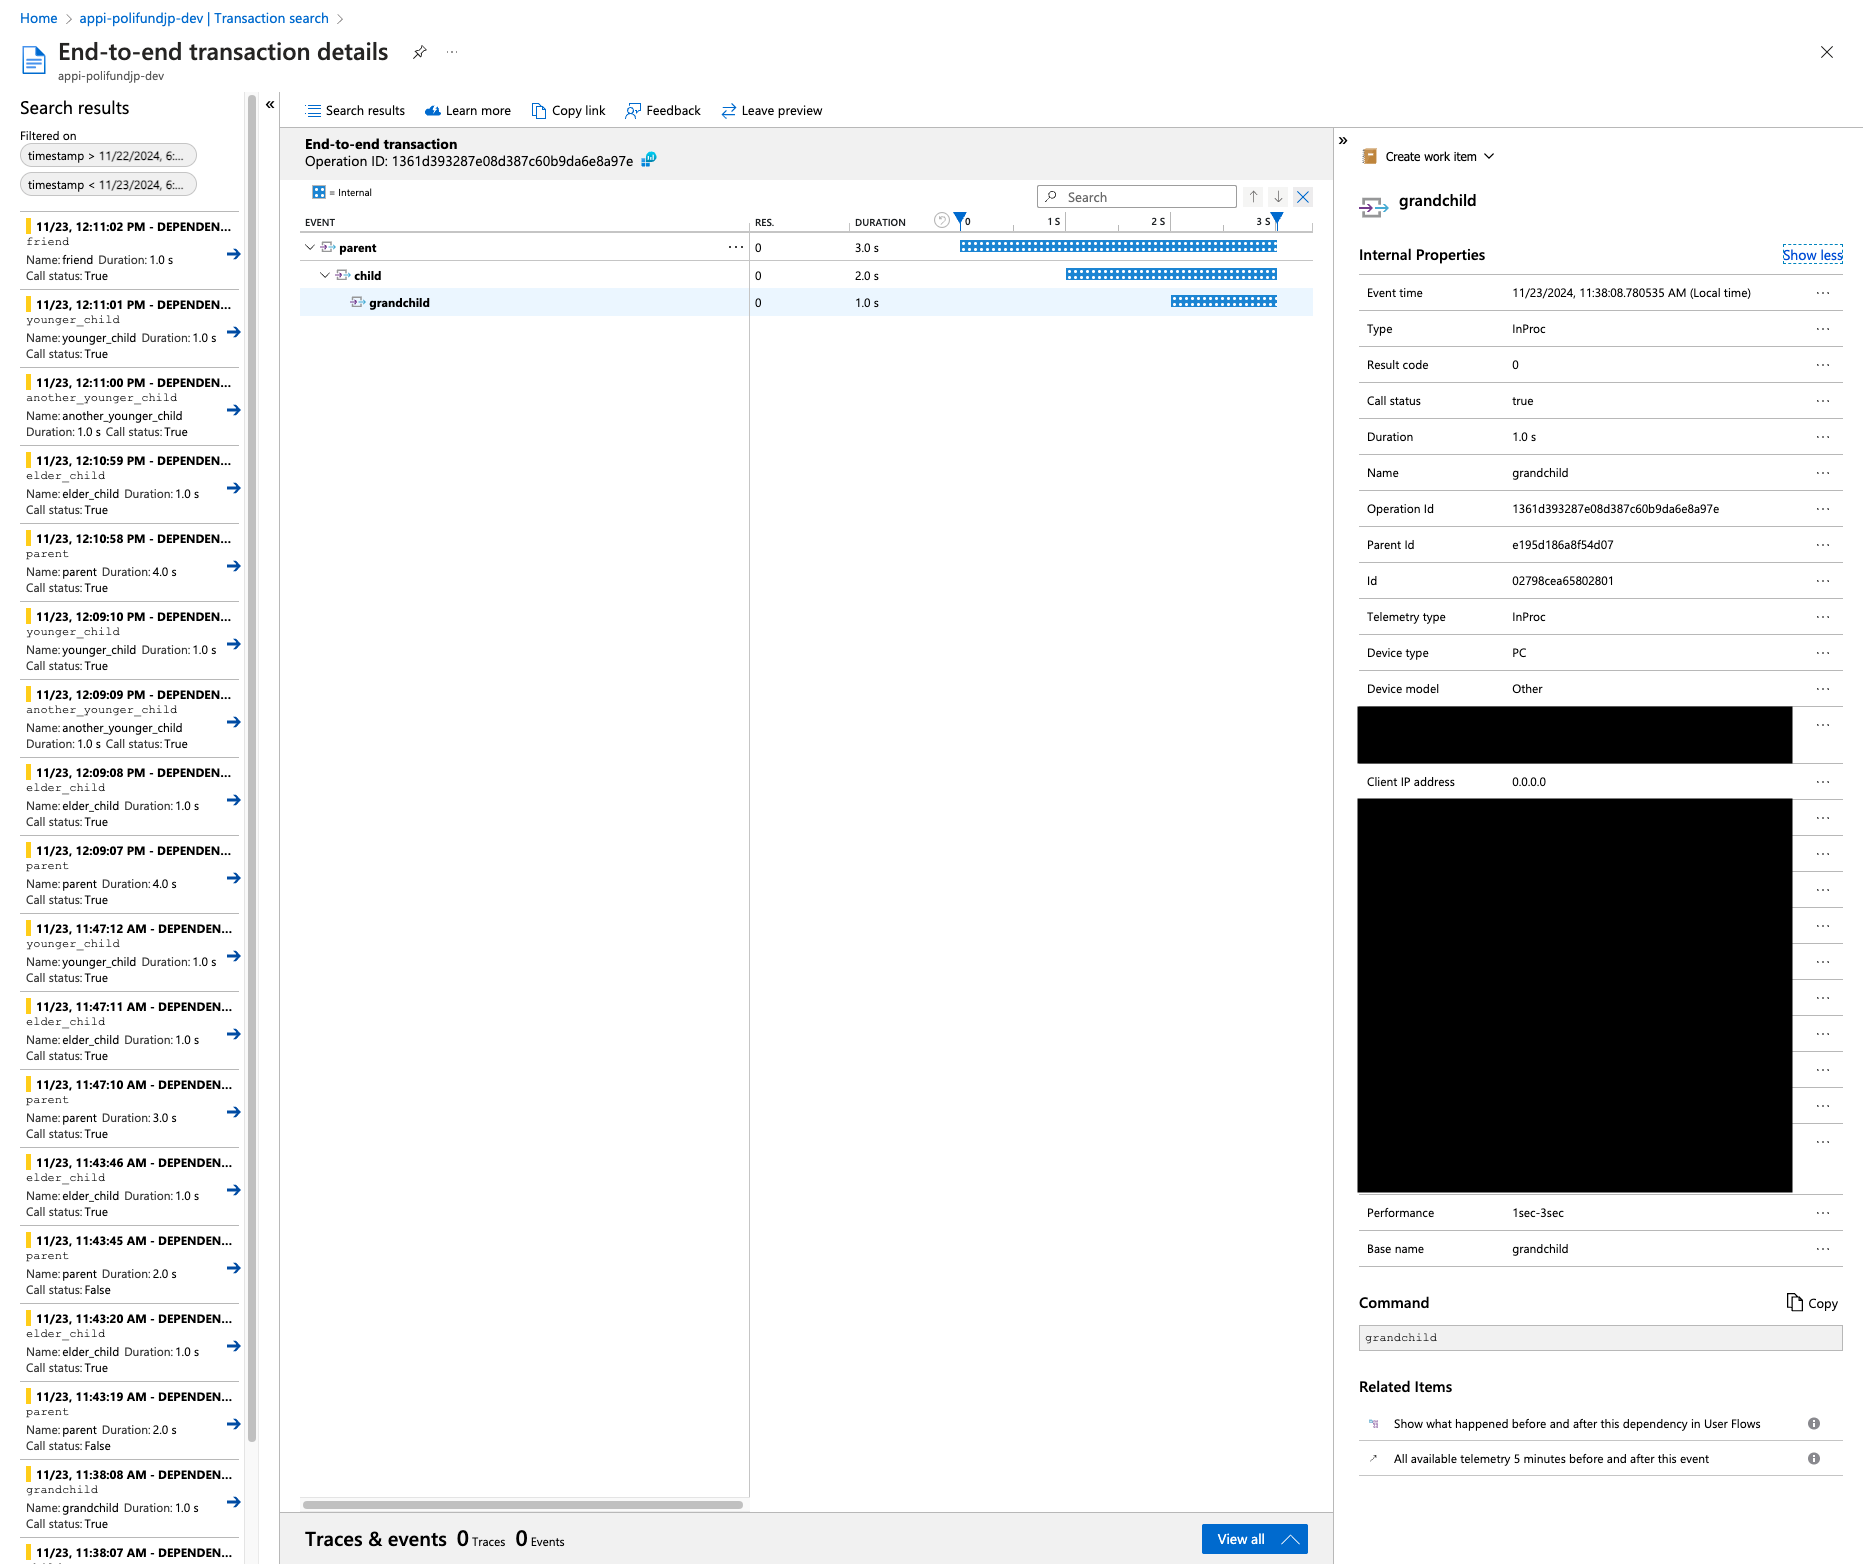 Home > appi-polifundjp-dev | Transaction search >
End-to-end transaction details ...
appi-polifundjp-dev
Search results
Filtered on
timestamp > 11/22/2024, 6:...
timestamp < 11/23/2024, 6:...
11/23, 12:11:02 PM - DEPENDEN...
friend
Name: friend Duration: 1.0 s
Call status: True
11/23, 12:11:01 PM - DEPENDEN...
younger_child
Name: younger_child Duration: 1.0 s
Call status: True
11/23, 12:11:00 PM - DEPENDEN...
another_younger_child
Name: another_younger_child
Duration: 1.0 s Call status: True
11/23, 12:10:59 PM - DEPENDEN...
elder_child
Name: elder_child Duration: 1.0 s
Call status: True
11/23, 12:10:58 PM - DEPENDEN...
parent
Name: parent Duration: 4.0 s
Call status: True
11/23, 12:09:10 PM - DEPENDEN...
younger_child
Name: younger_child Duration: 1.0 s
Call status: True
11/23, 12:09:09 PM - DEPENDEN...
another_younger_child
Name: another_younger_child
Duration: 1.0 s Call status: True
11/23, 12:09:08 PM - DEPENDEN...
elder_child
Name: elder_child Duration: 1.0 s
Call status: True
11/23, 12:09:07 PM - DEPENDEN...
parent
Name: parent Duration: 4.0 s
Call status: True
11/23, 11:47:12 AM - DEPENDEN...
younger_child
Name: younger_child Duration: 1.0 s
Call status: True
11/23, 11:47:11 AM - DEPENDEN...
elder_child
Name: elder_child Duration: 1.0 s
Call status: True
11/23, 11:47:10 AM - DEPENDEN...
parent
Name: parent Duration: 3.0 s
Call status: True
11/23, 11:43:46 AM - DEPENDEN...
elder_child
Name: elder_child Duration: 1.0 s
Call status: True
11/23, 11:43:45 AM - DEPENDEN...
parent
Name: parent Duration: 2.0 s
Call status: False
11/23, 11:43:20 AM - DEPENDEN...
elder_child
Name: elder_child Duration: 1.0 s
Call status: True
11/23, 11:43:19 AM - DEPENDEN...
parent
Name: parent Duration: 2.0 s
Call status: False
11/23, 11:38:08 AM - DEPENDEN...
grandchild
Name: grandchild Duration: 1.0 s
Call status: True
11/23, 11:38:07 AM - DEPENDEN...
Search results Learn more Copy link Feedback Leave preview
End-to-end transaction
Operation ID: 1361d393287e08d387c60b9da6e8a97e
= Internal
Search
EVENT RES. DURATION 0 1 S 2 S 3 S
parent ... 0 3.0 s
child 0 2.0 s
grandchild 0 1.0 s
Traces & events 0 Traces 0 Events
View all
Create work item
grandchild
Internal Properties Show less
Event time 11/23/2024, 11:38:08.780535 AM (Local time) ...
Type InProc ...
Result code 0 ...
Call status true ...
Duration 1.0 s ...
Name grandchild ...
Operation Id 1361d393287e08d387c60b9da6e8a97e ...
Parent Id e195d186a8f54d07 ...
Id 02798cea65802801 ...
Telemetry type InProc ...
Device type PC ...
Device model Other ...
Client IP address 0.0.0.0 ...
Performance 1sec-3sec ...
Base name grandchild ...
Command Copy
grandchild
Related Items
Show what happened before and after this dependency in User Flows
All available telemetry 5 minutes before and after this event